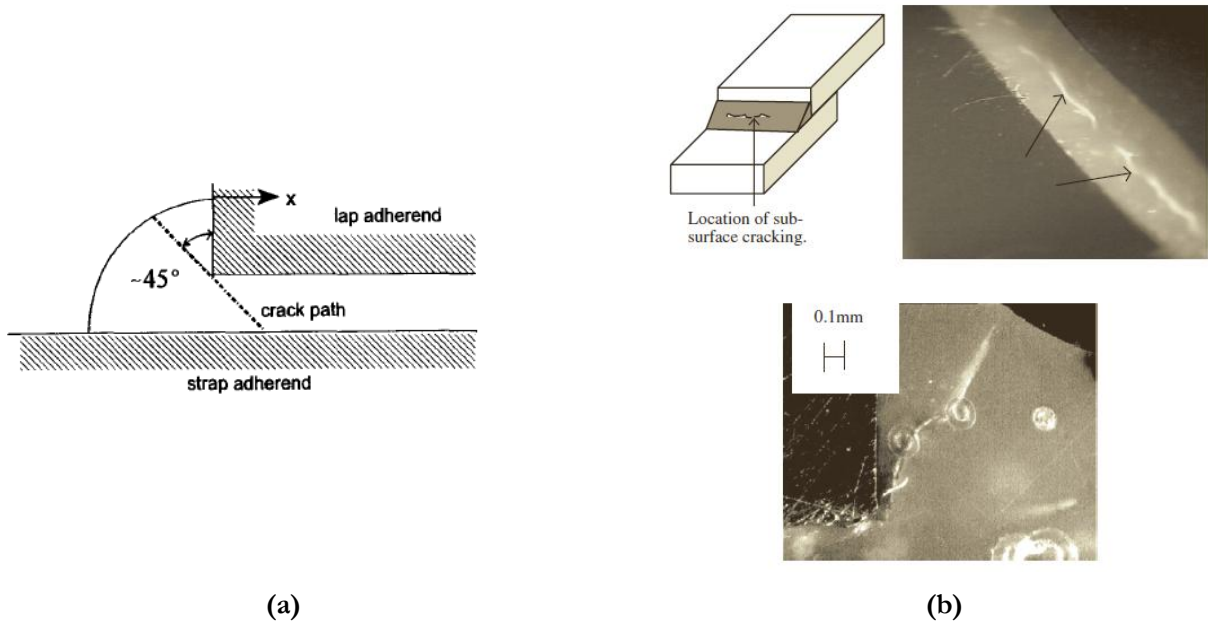 x
lap adherend
~45°
crack path
strap adherend
Location of sub-
surface cracking.
0.1mm
(a)
(b)